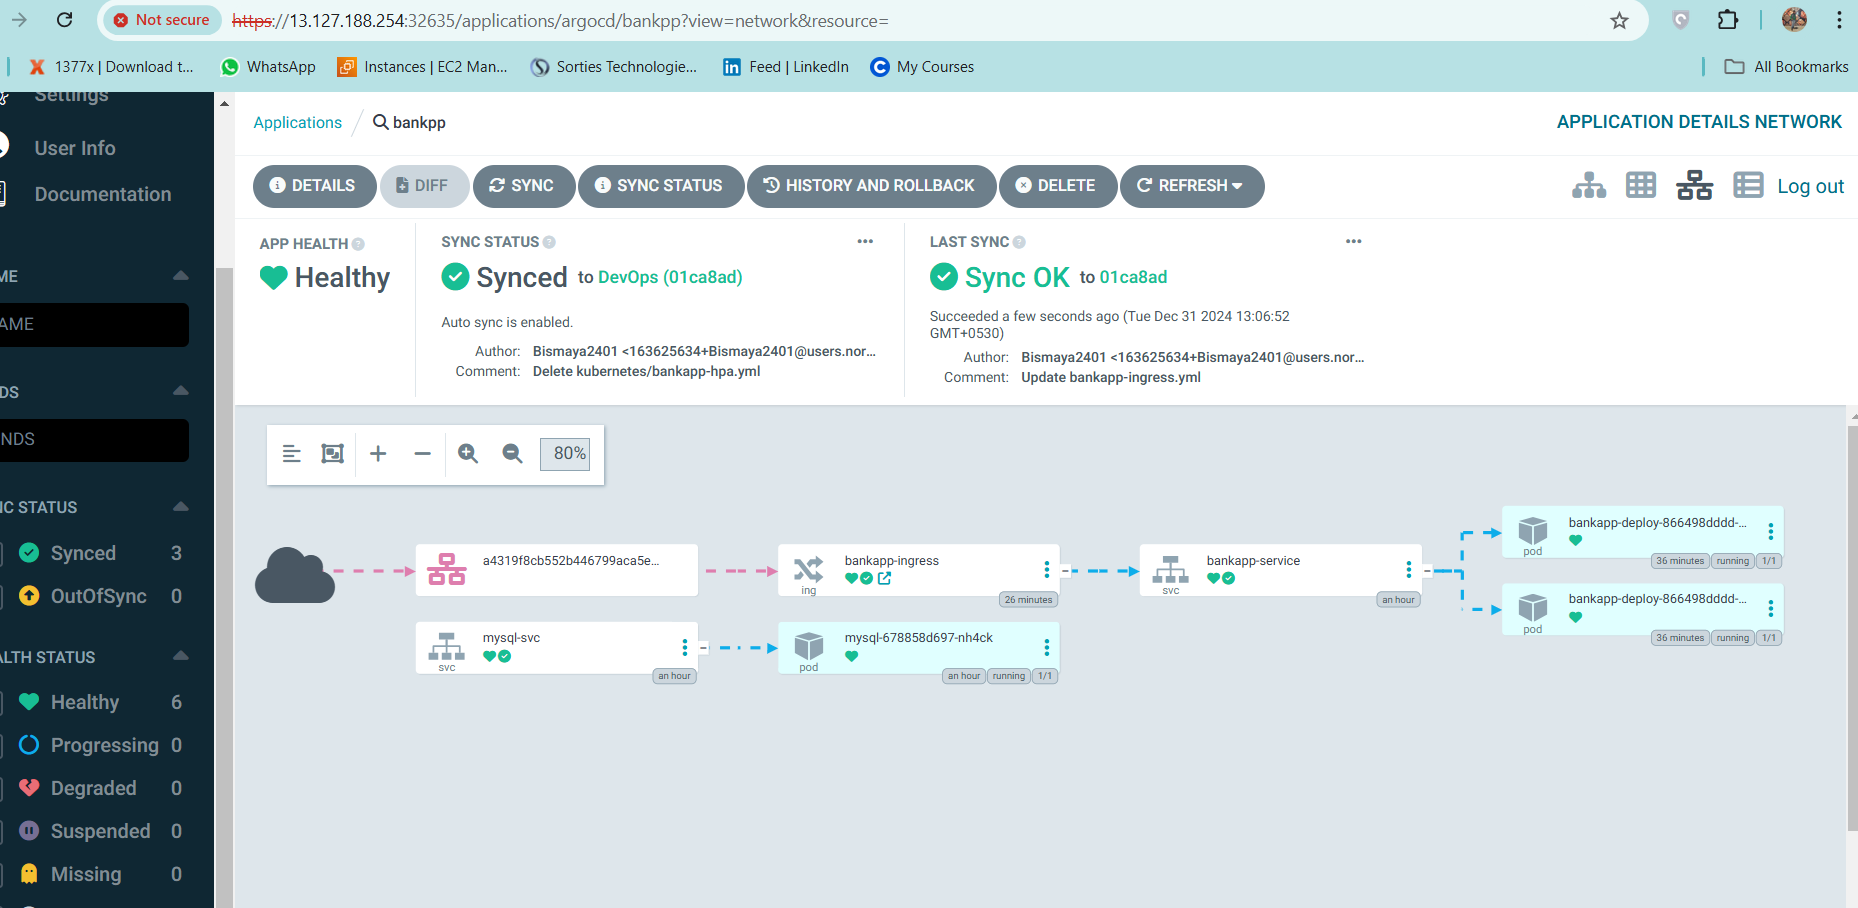 Not secure https://13.127.188.254:32635/applications/argocd/bankpp?view=network&resource=
1377x | Download t... WhatsApp Instances | EC2 Man... Sorties Technologie... Feed | LinkedIn My Courses All Bookmarks
Settings
User Info
Documentation
ME
AME
DS
NDS
NC STATUS
Synced 3
OutOfSync 0
ALTH STATUS
Healthy 6
Progressing 0
Degraded 0
Suspended 0
Missing 0
Applications bankpp APPLICATION DETAILS NETWORK
DETAILS DIFF SYNC SYNC STATUS HISTORY AND ROLLBACK DELETE REFRESH Log out
APP HEALTH
Healthy
SYNC STATUS
Synced to DevOps (01ca8ad)
Auto sync is enabled.
Author: Bismaya2401 <163625634+Bismaya2401@users.nor...
Comment: Delete kubernetes/bankapp-hpa.yml
LAST SYNC
Sync OK to 01ca8ad
Succeeded a few seconds ago (Tue Dec 31 2024 13:06:52
GMT+0530)
Author: Bismaya2401 <163625634+Bismaya2401@users.nor...
Comment: Update bankapp-ingress.yml
80%
a4319f8cb552b446799aca5e...
bankapp-ingress
ing
26 minutes
bankapp-service
svc
an hour
bankapp-deploy-866498dddd-...
pod
36 minutes running 1/1
bankapp-deploy-866498dddd-...
pod
36 minutes running 1/1
mysql-svc
svc
an hour
mysql-678858d697-nh4ck
pod
an hour running 1/1